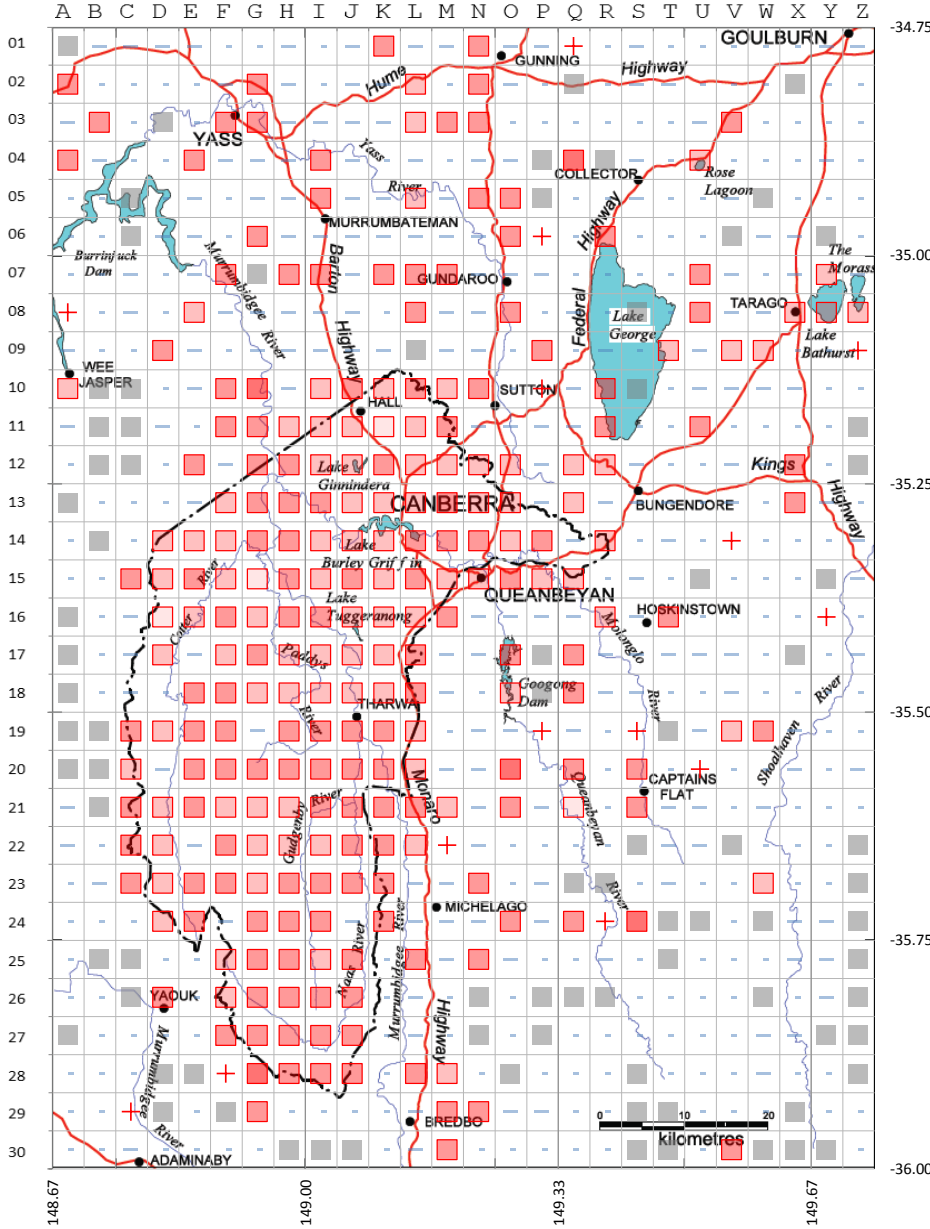 A B C D E F G H I J K L M N O P Q R S T U V W X Y Z
-34.75
01
GOULBURN
GUNNING
Hume
Highway
02
03
YASS
Yass
River
04
COLLECTOR
Rose
Lagoon
05
MURRUMBATEMAN
06
Burrinjuck
Dam
Murrumbidgee
River
Barton
Highway
Highway
Federal
The
Morass
-35.00
07
GUNDAROO
08
TARAGO
Lake
George
Lake
Bathurst
09
WEE
JASPER
10
SUTTON
HALL
11
12
Lake
Ginnindera
Kings
Highway
-35.25
13
CANBERRA
BUNGENDORE
14
Lake
Burley Griffin
15
Cotter
River
QUEANBEYAN
Lake
Tuggeranong
16
HOSKINSTOWN
Molonglo
River
17
Paddys
River
18
Googong
Dam
THARWA
River
Shoalhaven
-35.50
19
20
Monaro
Highway
Queanbeyan
River
CAPTAINS
FLAT
21
Gudgenby
River
22
23
MICHELAGO
24
Naas
River
Murrumbidgee
River
-35.75
25
26
YAOUK
27
Murrumbidgee
River
28
29
BREDBO
0 10 20
kilometres
30
ADAMINABY
-36.00
148.67 149.00 149.33 149.67